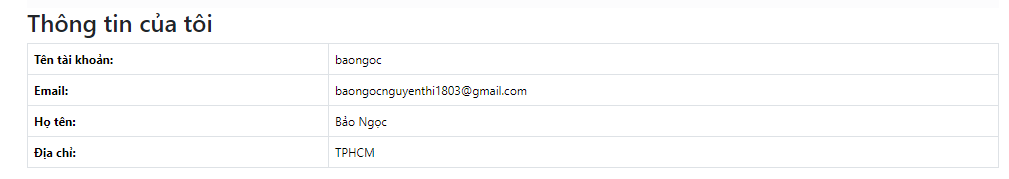 Thông tin của tôi
Tên tài khoản: baongoc
Email: baongocnguyenthi1803@gmail.com
Họ tên: Bảo Ngọc
Địa chỉ: TPHCM